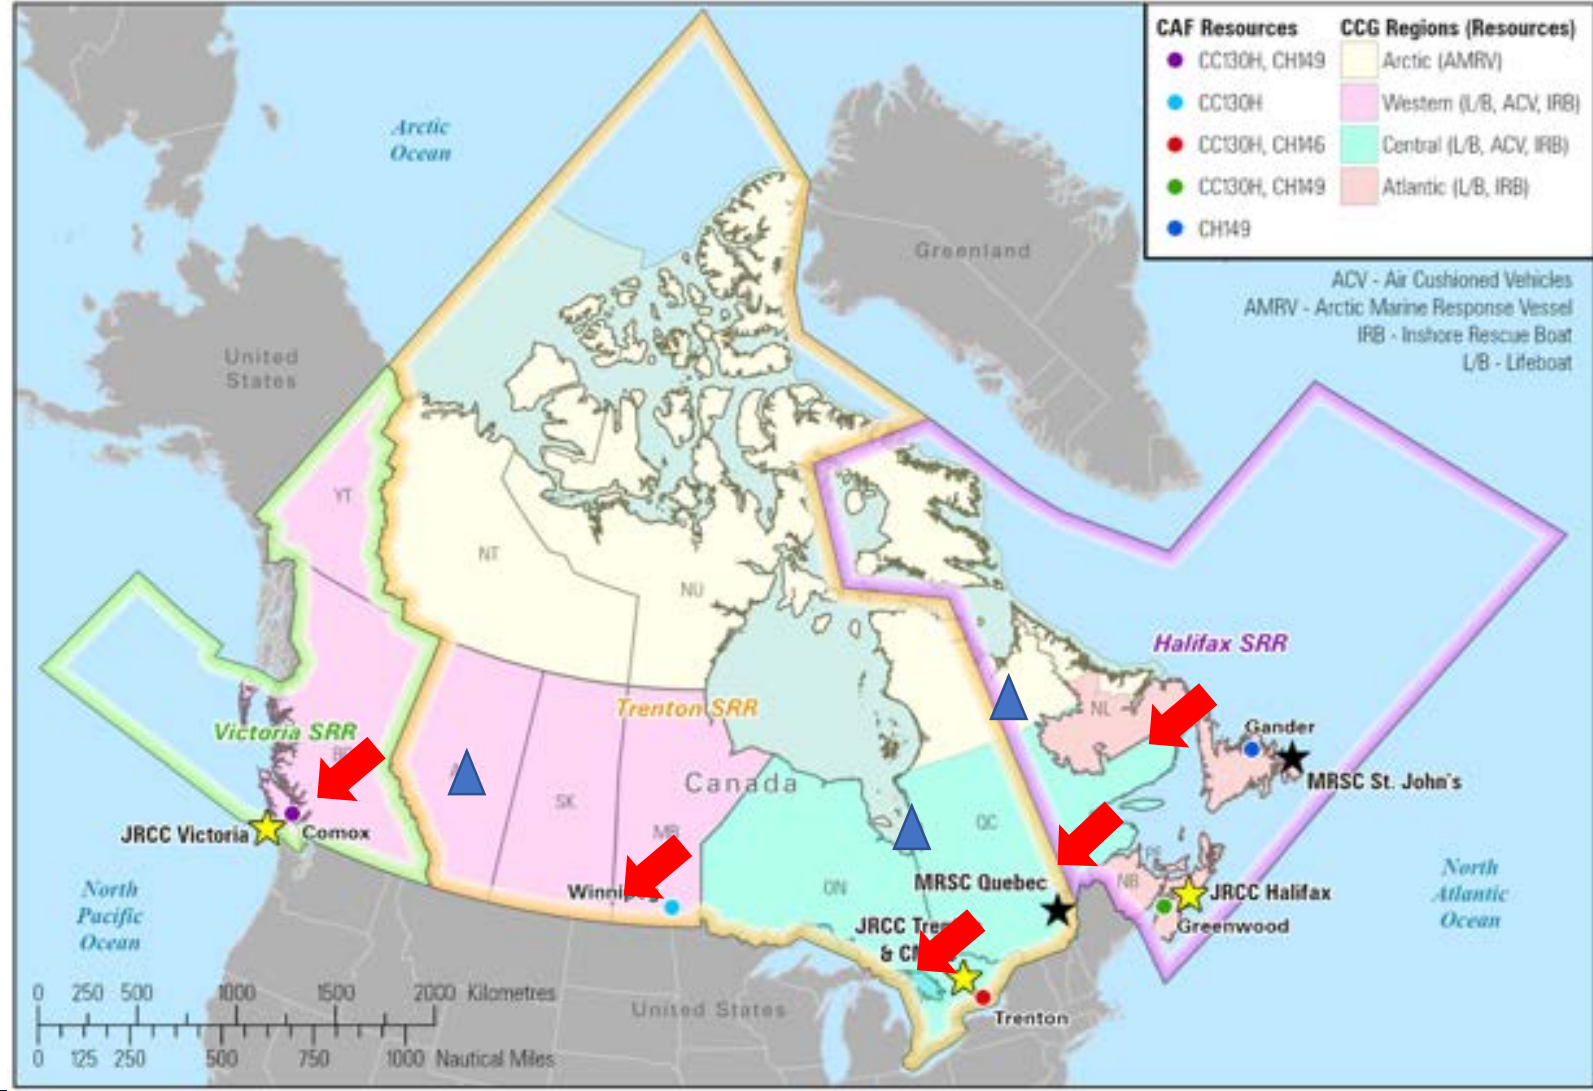 CAF Resources
CC130H, CH149
CC130H
CC130H, CH146
CC130H, CH149
CH149
CCG Regions (Resources)
Arctic (AMRV)
Western (L/B, ACV, IRB)
Central (L/B, ACV, IRB)
Atlantic (L/B, IRB)
ACV - Air Cushioned Vehicles
AMRV - Arctic Marine Response Vessel
IRB - Inshore Rescue Boat
L/B - Lifeboat
Arctic
Ocean
Greenland
United
States
YT
NT
NU
Halifax SRR
Trenton SRR
NL
Victoria SRR
Gander
MRSC St. John's
Canada
SK
QC
JRCC Victoria
Comox
Winnipeg
ON
MRSC Quebec
NB
JRCC Halifax
Greenwood
JRCC
&
North
Pacific
Ocean
North
Atlantic
Ocean
United States
Trenton
0 250 500 1000 1500 2000 Kilometres
0 125 250 500 750 1000 Nautical Miles